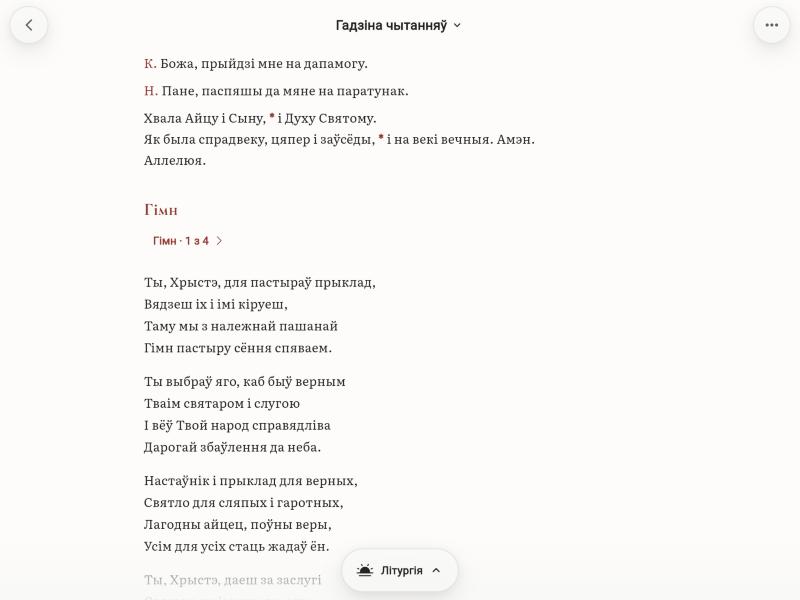 Гадзіна чытанняў
К. Божа, прыйдзі мне на дапамогу.
Н. Пане, паспяшы да мяне на паратунак.
Хвала Айцу і Сыну, * і Духу Святому.
Як была спрадвеку, цяпер і заўсёды, * і на векі вечныя. Амэн.
Аллелюя.
Гімн
Гімн · 1 з 4
Ты, Хрыстэ, для пастыраў прыклад,
Вядзеш іх і імі кіруеш,
Таму мы з належнай пашанай
Гімн пастыру сёння спяваем.
Ты выбраў яго, каб быў верным
Тваім святаром і слугою
І вёў Твой народ справядліва
Дарогай збаўлення да неба.
Настаўнік і прыклад для верных,
Святло для сляпых і гаротных,
Лагодны айцец, поўны веры,
Усім для усіх стаць жадаў ён.
Ты, Хрыстэ, даеш за заслугі
Літургія